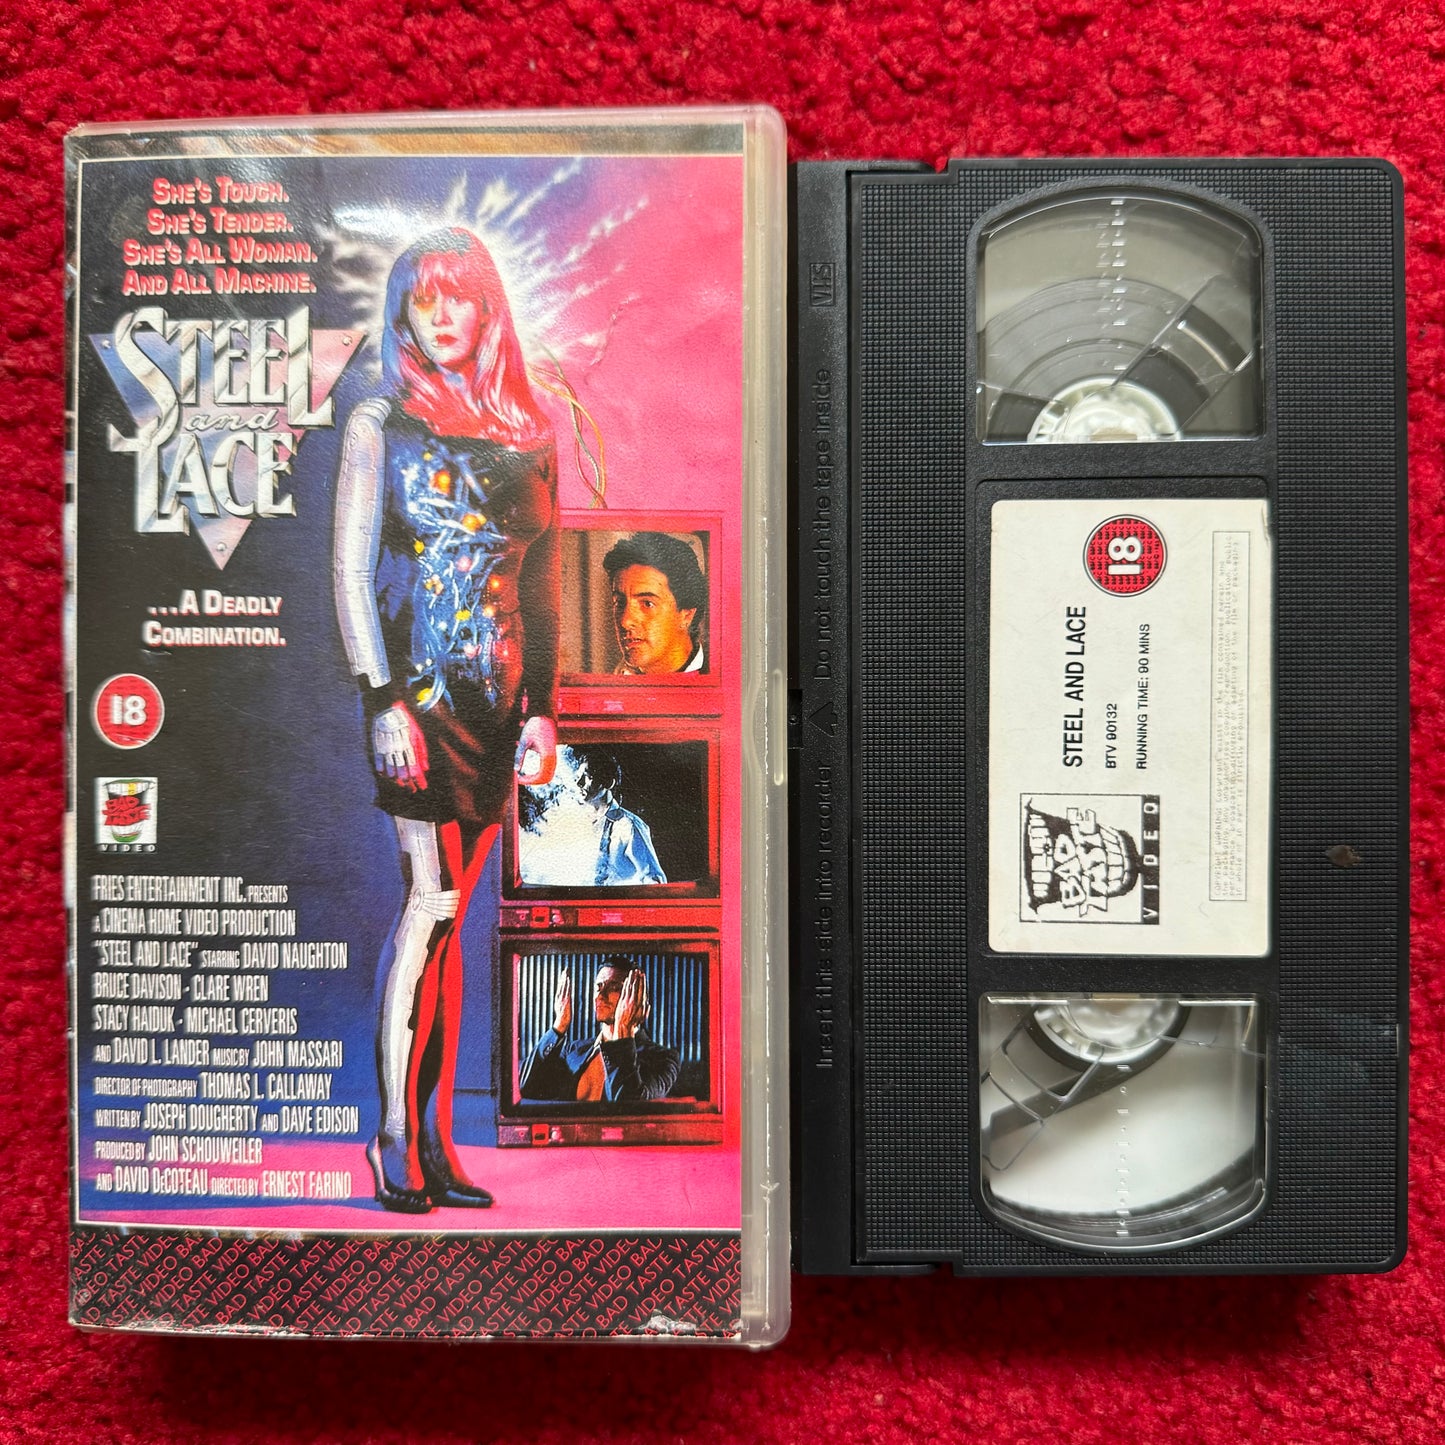 SHE'S TOUGH.
SHE'S TENDER.
SHE'S ALL WOMAN.
AND ALL MACHINE.
STEEL
and
LACE
...A DEADLY
COMBINATION.
18
BAD
TASTE
VIDEO
FRIES ENTERTAINMENT INC. PRESENTS
A CINEMA HOME VIDEO PRODUCTION
"STEEL AND LACE" STARRING DAVID NAUGHTON
BRUCE DAVISON - CLARE WREN
STACY HAIDUK - MICHAEL CERVERIS
AND DAVID L. LANDER MUSIC BY JOHN MASSARI
DIRECTOR OF PHOTOGRAPHY THOMAS L. CALLAWAY
WRITTEN BY JOSEPH DOUGHERTY AND DAVE EDISON
PRODUCED BY JOHN SCHOUWEILER
AND DAVID DECOTEAU DIRECTED BY ERNEST FARINO
BAD TASTE VIDEO BAD TASTE VIDEO BAD TASTE VIDEO
VHS
Do not touch the tape inside
Insert this side into recorder
18
STEEL AND LACE
BTV 90132
RUNNING TIME: 90 MINS
BAD
TASTE
VIDEO